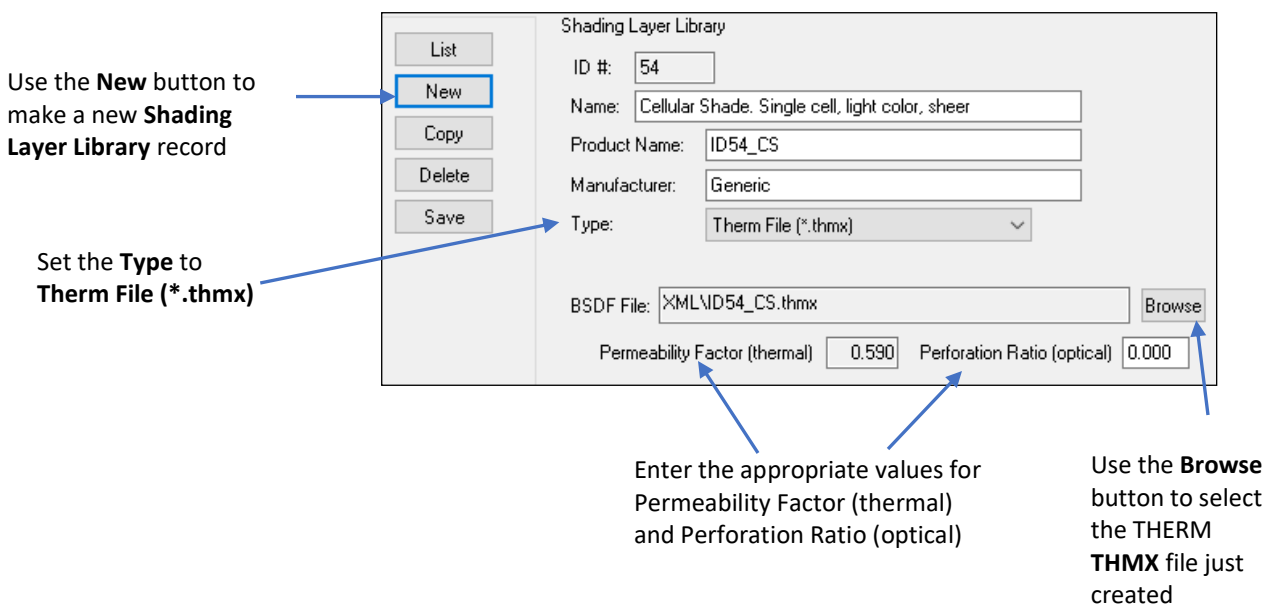 Use the New button to
make a new Shading
Layer Library record
Set the Type to
Therm File (*.thmx)
List
New
Copy
Delete
Save
Shading Layer Library
ID #: 54
Name: Cellular Shade. Single cell, light color, sheer
Product Name: ID54_CS
Manufacturer: Generic
Type: Therm File (*.thmx)
BSDF File: XML\ID54_CS.thmx Browse
Permeability Factor (thermal) 0.590 Perforation Ratio (optical) 0.000
Enter the appropriate values for
Permeability Factor (thermal)
and Perforation Ratio (optical)
Use the Browse
button to select
the THERM
THMX file just
created